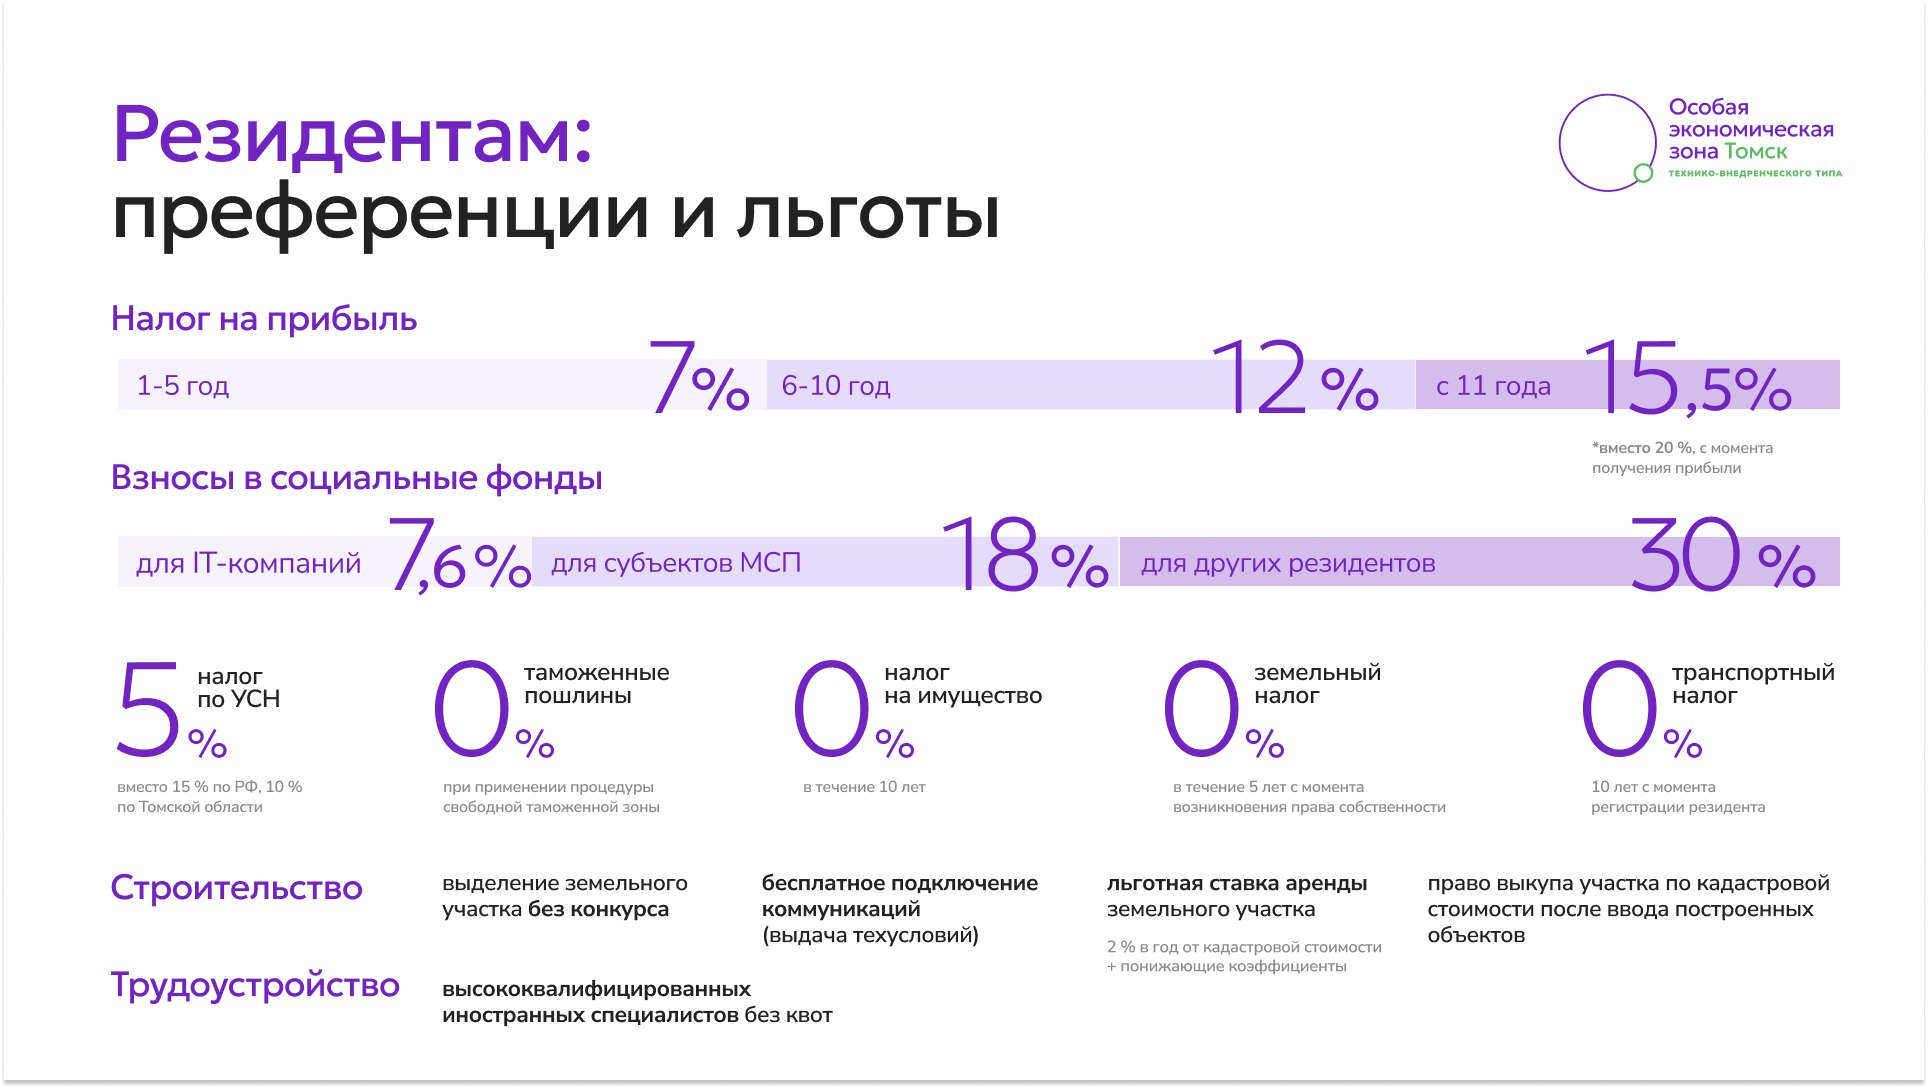 Резидентам:
преференции и льготы
Особая
экономическая
зона Томск
ТЕХНИКО-ВНЕДРЕНЧЕСКОГО ТИПА
Налог на прибыль
1-5 год 7%
6-10 год 12 %
с 11 года 15,5%
*вместо 20 %, с момента
получения прибыли
Взносы в социальные фонды
для IT-компаний 7,6 %
для субъектов МСП 18 %
для других резидентов 30 %
5 %
налог
по УСН
вместо 15 % по РФ, 10 %
по Томской области
0 %
таможенные
пошлины
при применении процедуры
свободной таможенной зоны
0 %
налог
на имущество
в течение 10 лет
0 %
земельный
налог
в течение 5 лет с момента
возникновения права собственности
0 %
транспортный
налог
10 лет с момента
регистрации резидента
Строительство
выделение земельного
участка без конкурса
бесплатное подключение
коммуникаций
(выдача техусловий)
льготная ставка аренды
земельного участка
2 % в год от кадастровой стоимости
+ понижающие коэффициенты
право выкупа участка по кадастровой
стоимости после ввода построенных
объектов
Трудоустройство
высококвалифицированных
иностранных специалистов без квот